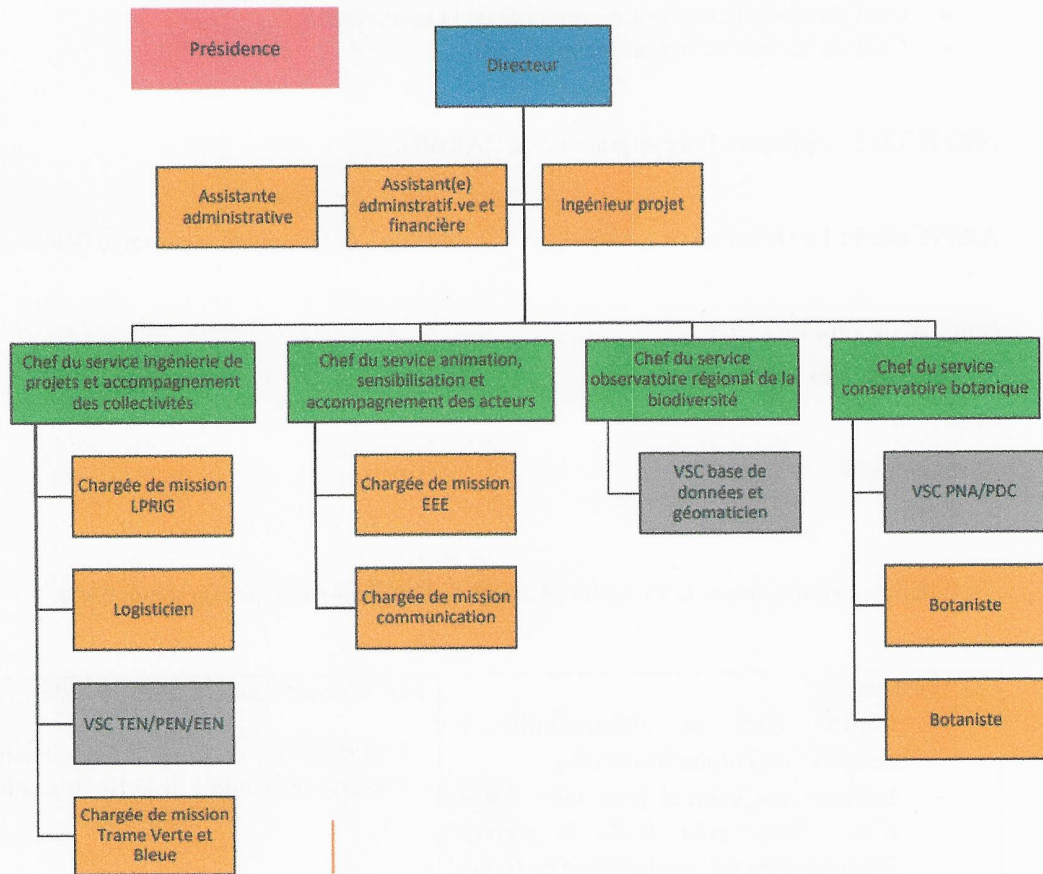 Présidence
Directeur
Assistante
administrative
Assistant(e)
adminstratif.ve et
financière
Ingénieur projet
Chef du service ingénierie de
projets et accompagnement
des collectivités
Chef du service animation,
sensibilisation et
accompagnement des acteurs
Chef du service
observatoire régional de la
biodiversité
Chef du service
conservatoire botanique
Chargée de mission
LPRIG
Chargée de mission
EEE
VSC base de
données et
géomaticien
VSC PNA/PDC
Logisticien
Chargée de mission
communication
Botaniste
VSC TEN/PEN/EEN
Botaniste
Chargée de mission
Trame Verte et
Bleue